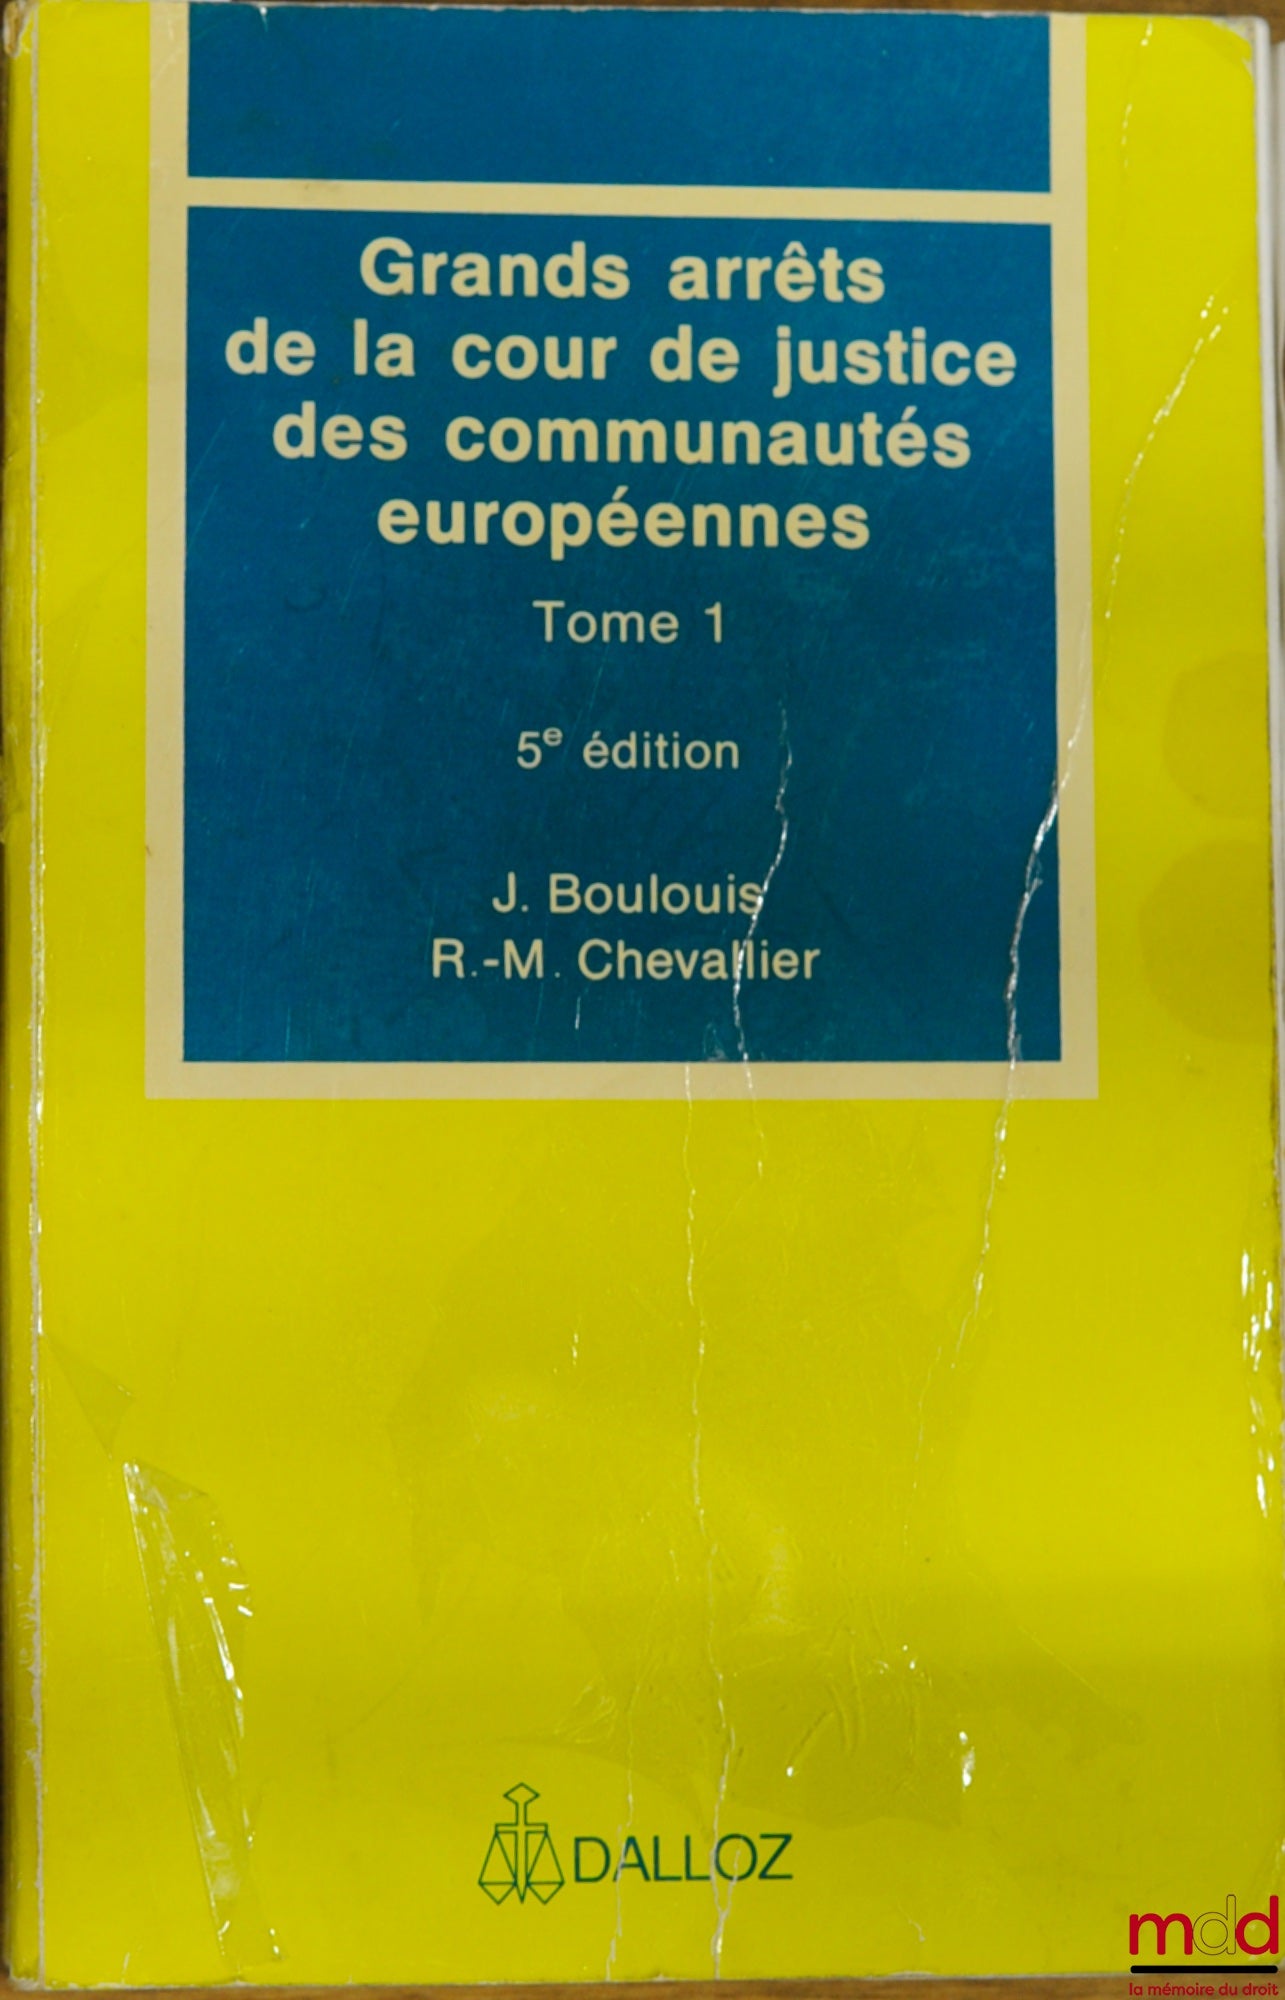 Grands arrêts
de la cour de justice
des communautés
européennes
Tome 1
5e édition
J. Boulouis
R.-M. Chevallier
DALLOZ
mdd
la mémoire du droit